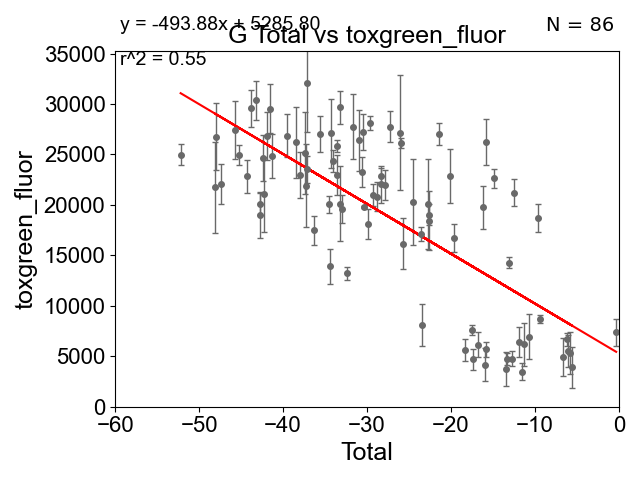 y = -493.88x + 5285.80
N = 86
G Total vs toxgreen_fluor
r^2 = 0.55
35000
30000
25000
20000
15000
10000
5000
0
toxgreen_fluor
−60
−50
−40
−30
−20
−10
0
Total